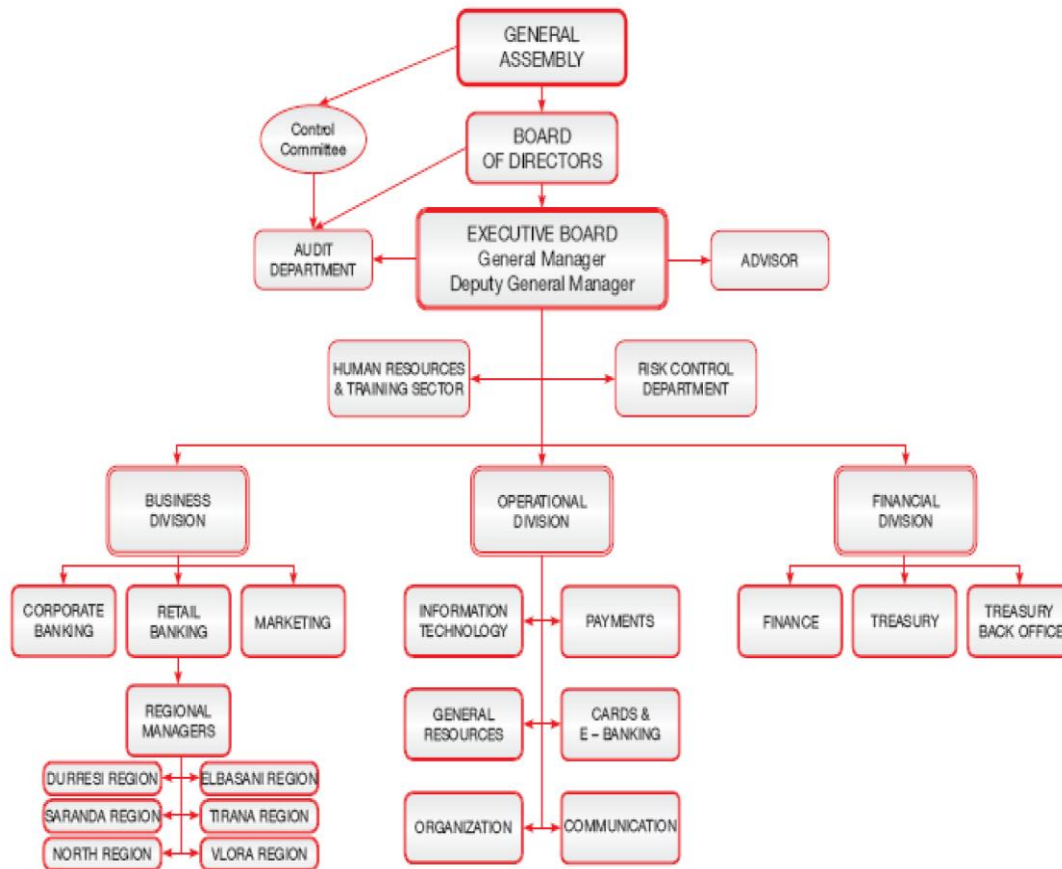 GENERAL
ASSEMBLY
Control
Committee
BOARD
OF DIRECTORS
AUDIT
DEPARTMENT
EXECUTIVE BOARD
General Manager
Deputy General Manager
ADVISOR
HUMAN RESOURCES
& TRAINING SECTOR
RISK CONTROL
DEPARTMENT
BUSINESS
DIVISION
OPERATIONAL
DIVISION
FINANCIAL
DIVISION
CORPORATE
BANKING
RETAIL
BANKING
MARKETING
INFORMATION
TECHNOLOGY
PAYMENTS
FINANCE
TREASURY
TREASURY
BACK OFFICE
REGIONAL
MANAGERS
GENERAL
RESOURCES
CARDS &
E – BANKING
DURRESI REGION
ELBASANI REGION
SARANDA REGION
TIRANA REGION
NORTH REGION
VLORA REGION
ORGANIZATION
COMMUNICATION